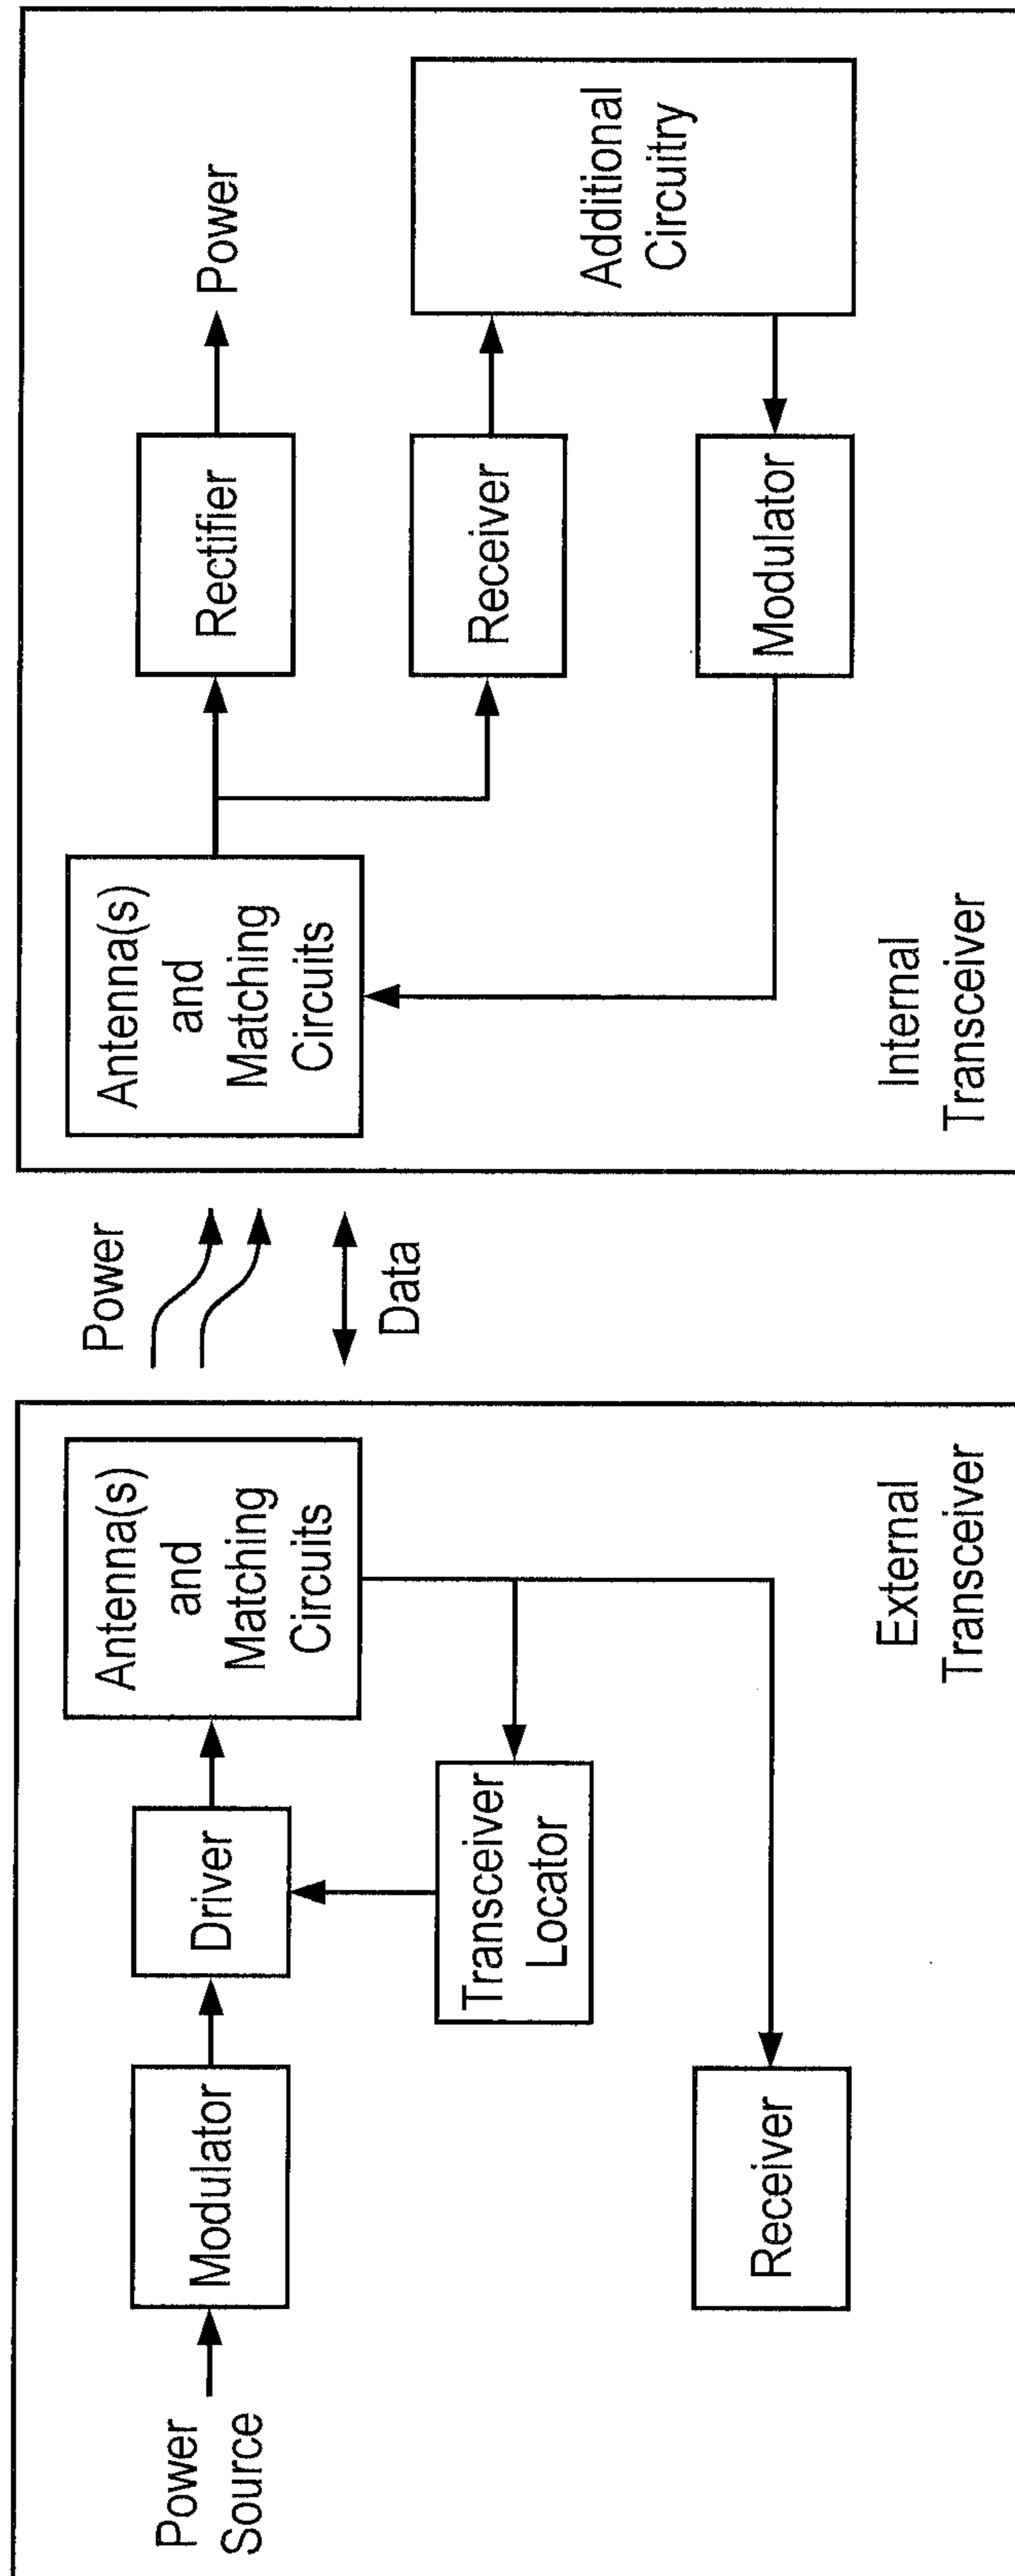 Power
Source
Modulator
Driver
Antenna(s)
and
Matching
Circuits
Transceiver
Locator
Receiver
External
Transceiver
Power
Data
Antenna(s)
and
Matching
Circuits
Rectifier
Power
Receiver
Additional
Circuitry
Modulator
Internal
Transceiver